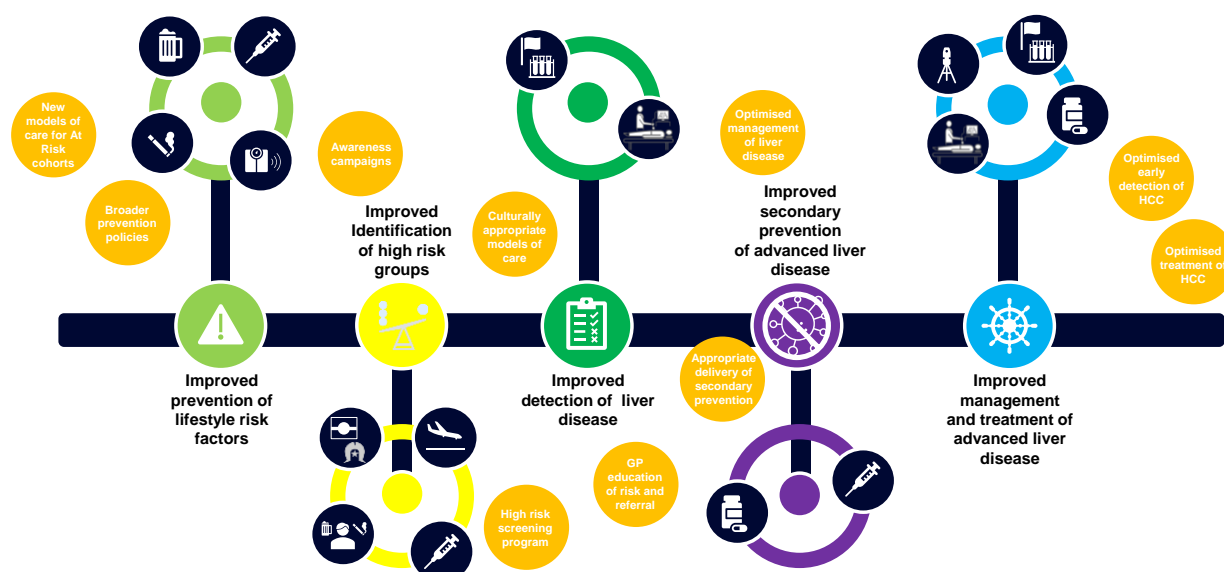 New
models of
care for At
Risk
cohorts
Broader
prevention
policies
Improved
prevention of
lifestyle risk
factors
Awareness
campaigns
Improved
Identification
of high risk
groups
High risk
screening
program
Culturally
appropriate
models of
care
Improved
detection of liver
disease
GP
education
of risk and
referral
Optimised
management
of liver
disease
Improved
secondary
prevention
of advanced liver
disease
Appropriate
delivery of
secondary
prevention
Improved
management
and treatment of
advanced liver
disease
Optimised
early
detection of
HCC
Optimised
treatment of
HCC